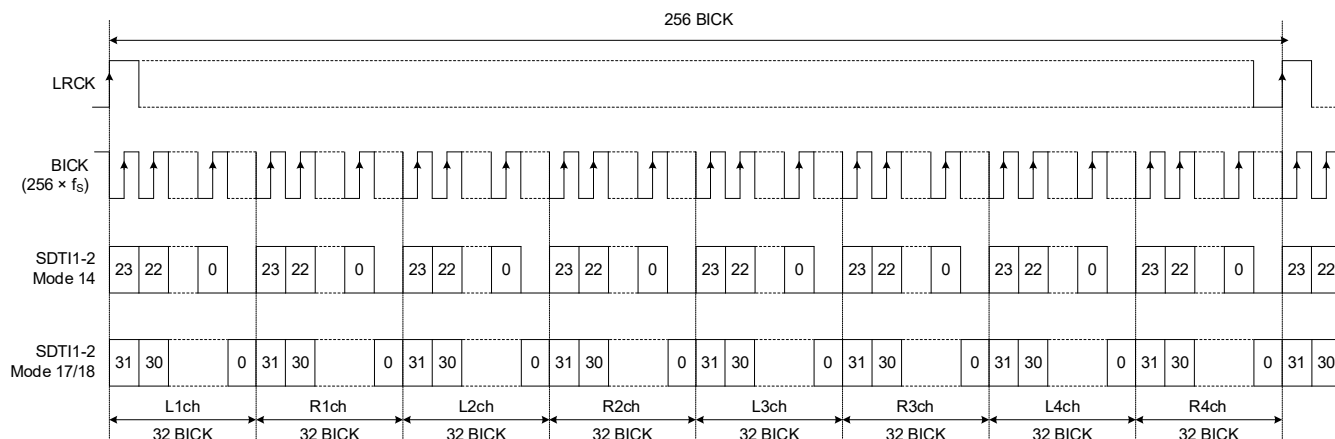 256 BICK
LRCK
BICK
(256 × fS)
SDTI1-2
Mode 14
23 22 0 23 22 0 23 22 0 23 22 0 23 22 0 23 22 0 23 22 0 23 22 0 23 22
SDTI1-2
Mode 17/18
31 30 0 31 30 0 31 30 0 31 30 0 31 30 0 31 30 0 31 30 0 31 30 0 31 30
L1ch R1ch L2ch R2ch L3ch R3ch L4ch R4ch
32 BICK 32 BICK 32 BICK 32 BICK 32 BICK 32 BICK 32 BICK 32 BICK